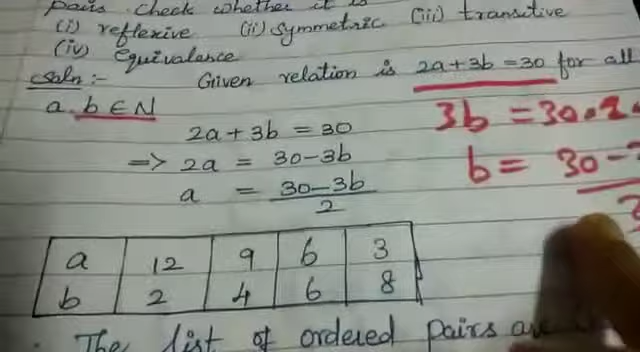 pairs. Check whether it is
(i) reflexive (ii) Symmetric (iii) transitive
(iv) Equivalence
Soln :- Given relation is 2a+3b=30 for all
a, b ∈ N
2a+3b = 30
=> 2a = 30-3b
a = 30-3b
2
3b = 30-2
b = 30-
3
a 12 9 6 3
b 2 4 6 8
The list of ordered pairs are